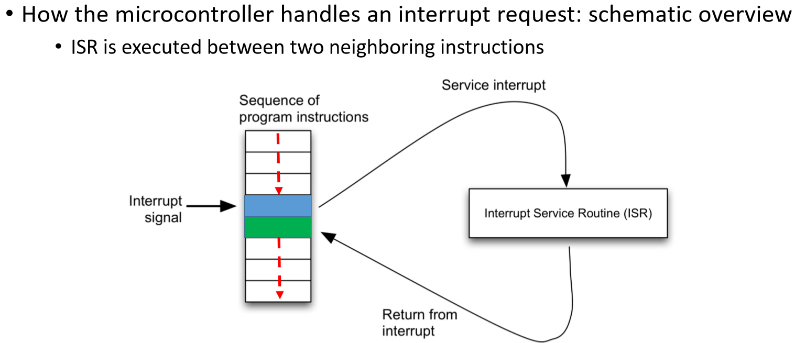 • How the microcontroller handles an interrupt request: schematic overview
• ISR is executed between two neighboring instructions
Service interrupt
Sequence of
program instructions
Interrupt
signal
Interrupt Service Routine (ISR)
Return from
interrupt